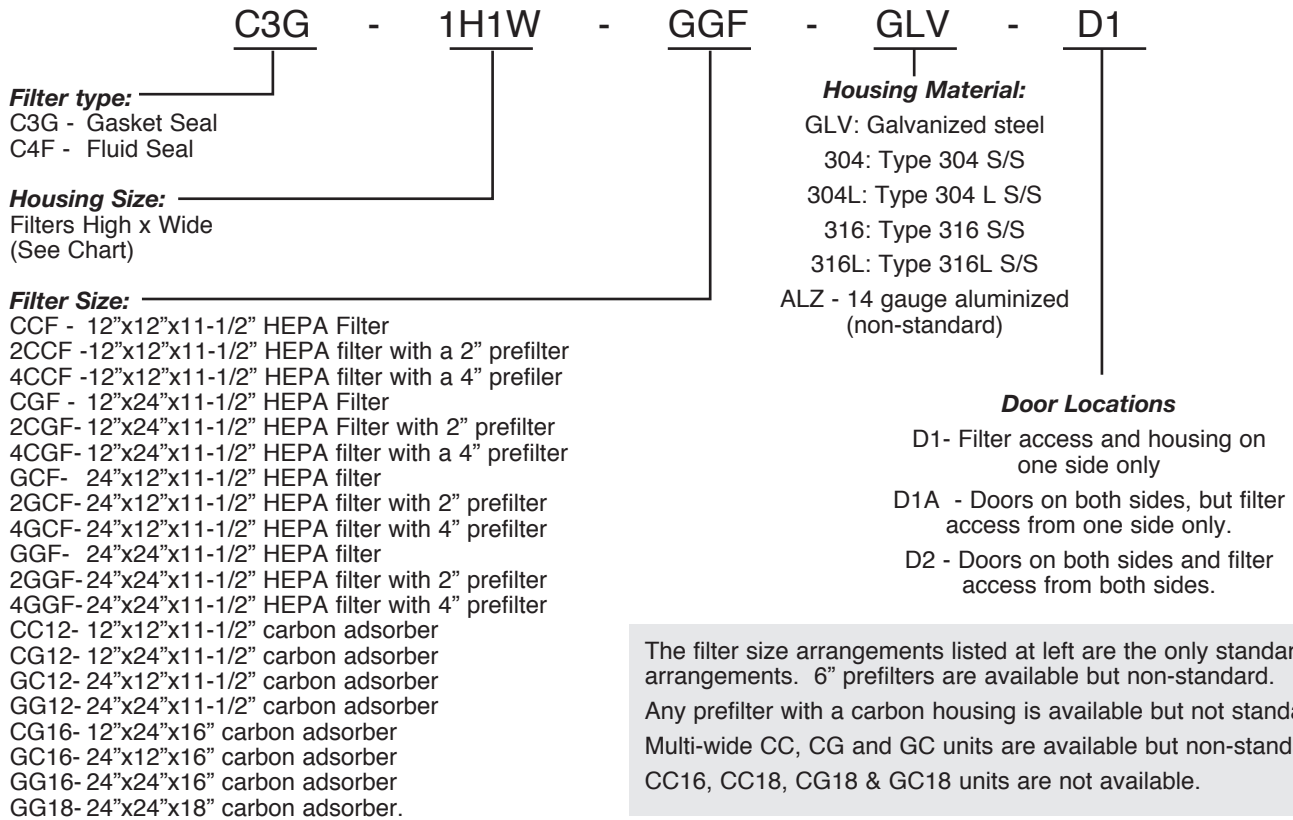 C3G - 1H1W - GGF - GLV - D1
Filter type:
C3G - Gasket Seal
C4F - Fluid Seal
Housing Size:
Filters High x Wide
(See Chart)
Filter Size:
CCF - 12”x12”x11-1/2” HEPA Filter
2CCF -12”x12”x11-1/2” HEPA filter with a 2” prefilter
4CCF -12”x12”x11-1/2” HEPA filter with a 4” prefiler
CGF - 12”x24”x11-1/2” HEPA Filter
2CGF- 12”x24”x11-1/2” HEPA Filter with 2” prefilter
4CGF- 12”x24”x11-1/2” HEPA filter with a 4” prefilter
GCF- 24”x12”x11-1/2” HEPA filter
2GCF- 24”x12”x11-1/2” HEPA filter with 2” prefilter
4GCF- 24”x12”x11-1/2” HEPA filter with 4” prefilter
GGF- 24”x24”x11-1/2” HEPA filter
2GGF- 24”x24”x11-1/2” HEPA filter with 2” prefilter
4GGF- 24”x24”x11-1/2” HEPA filter with 4” prefilter
CC12- 12”x12”x11-1/2” carbon adsorber
CG12- 12”x24”x11-1/2” carbon adsorber
GC12- 24”x12”x11-1/2” carbon adsorber
GG12- 24”x24”x11-1/2” carbon adsorber
CG16- 12”x24”x16” carbon adsorber
GC16- 24”x12”x16” carbon adsorber
GG16- 24”x24”x16” carbon adsorber
GG18- 24”x24”x18” carbon adsorber.
Housing Material:
GLV: Galvanized steel
304: Type 304 S/S
304L: Type 304 L S/S
316: Type 316 S/S
316L: Type 316L S/S
ALZ - 14 gauge aluminized
(non-standard)
Door Locations
D1- Filter access and housing on
one side only
D1A - Doors on both sides, but filter
access from one side only.
D2 - Doors on both sides and filter
access from both sides.
The filter size arrangements listed at left are the only
arrangements. 6” prefilters are available but non-standard.
Any prefilter with a carbon housing is available but not
Multi-wide CC, CG and GC units are available but
CC16, CC18, CG18 & GC18 units are not available.